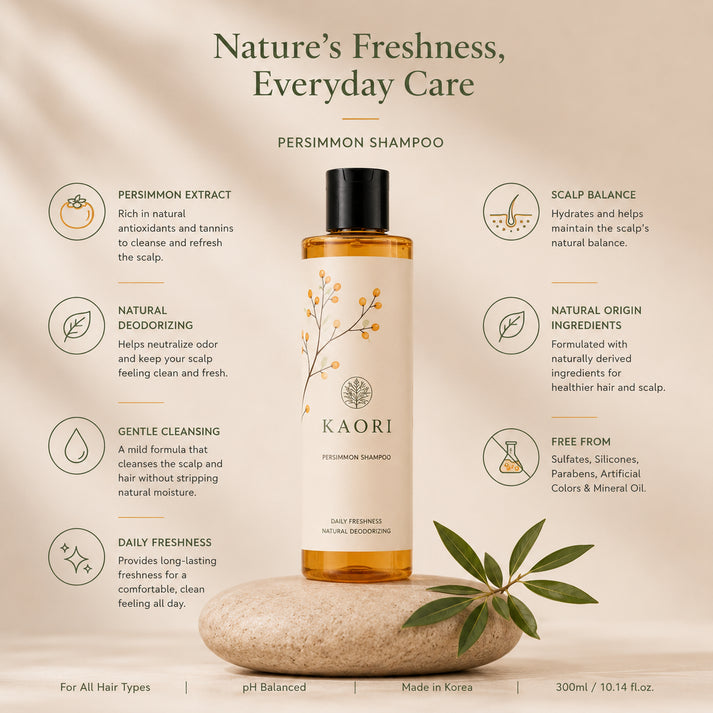 Nature's Freshness,
Everyday Care
PERSIMMON SHAMPOO
PERSIMMON EXTRACT
Rich in natural
antioxidants and tannins
to cleanse and refresh
the scalp.
NATURAL
DEODORIZING
Helps neutralize odor
and keep your scalp
feeling clean and fresh.
GENTLE CLEANSING
A mild formula that
cleanses the scalp and
hair without stripping
natural moisture.
DAILY FRESHNESS
Provides long-lasting
freshness for a
comfortable, clean
feeling all day.
KAORI
PERSIMMON SHAMPOO
DAILY FRESHNESS
NATURAL DEODORIZING
SCALP BALANCE
Hydrates and helps
maintain the scalp's
natural balance.
NATURAL ORIGIN
INGREDIENTS
Formulated with
naturally derived
ingredients for
healthier hair and scalp.
FREE FROM
Sulfates, Silicones,
Parabens, Artificial
Colors & Mineral Oil.
For All Hair Types | pH Balanced | Made in Korea | 300ml / 10.14 fl.oz.